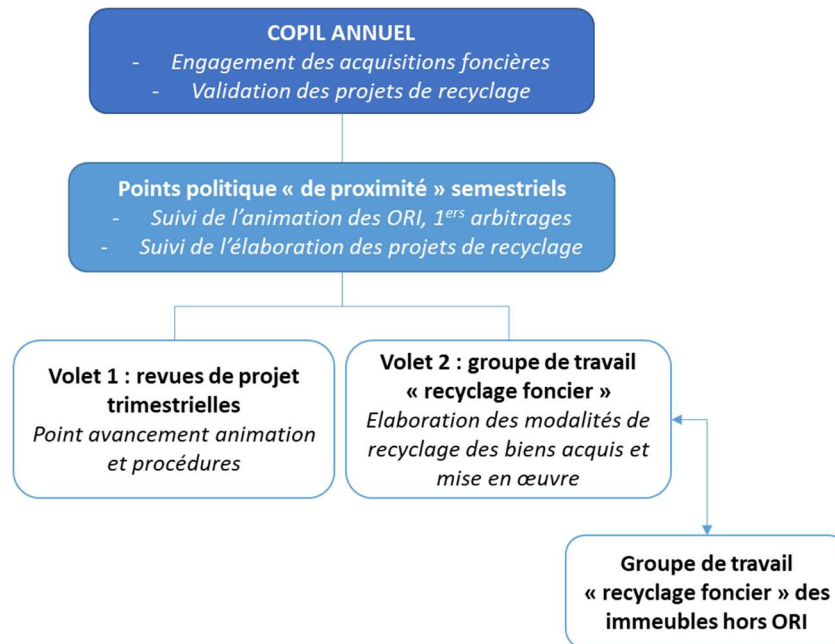 COPIL ANNUEL
- Engagement des acquisitions foncières
- Validation des projets de recyclage
Points politique « de proximité » semestriels
- Suivi de l'animation des ORI, 1ers arbitrages
- Suivi de l'élaboration des projets de recyclage
Volet 1 : revues de projet
trimestrielles
Point avancement animation
et procédures
Volet 2 : groupe de travail
« recyclage foncier »
Elaboration des modalités de
recyclage des biens acquis et
mise en œuvre
Groupe de travail
« recyclage foncier » des
immeubles hors ORI